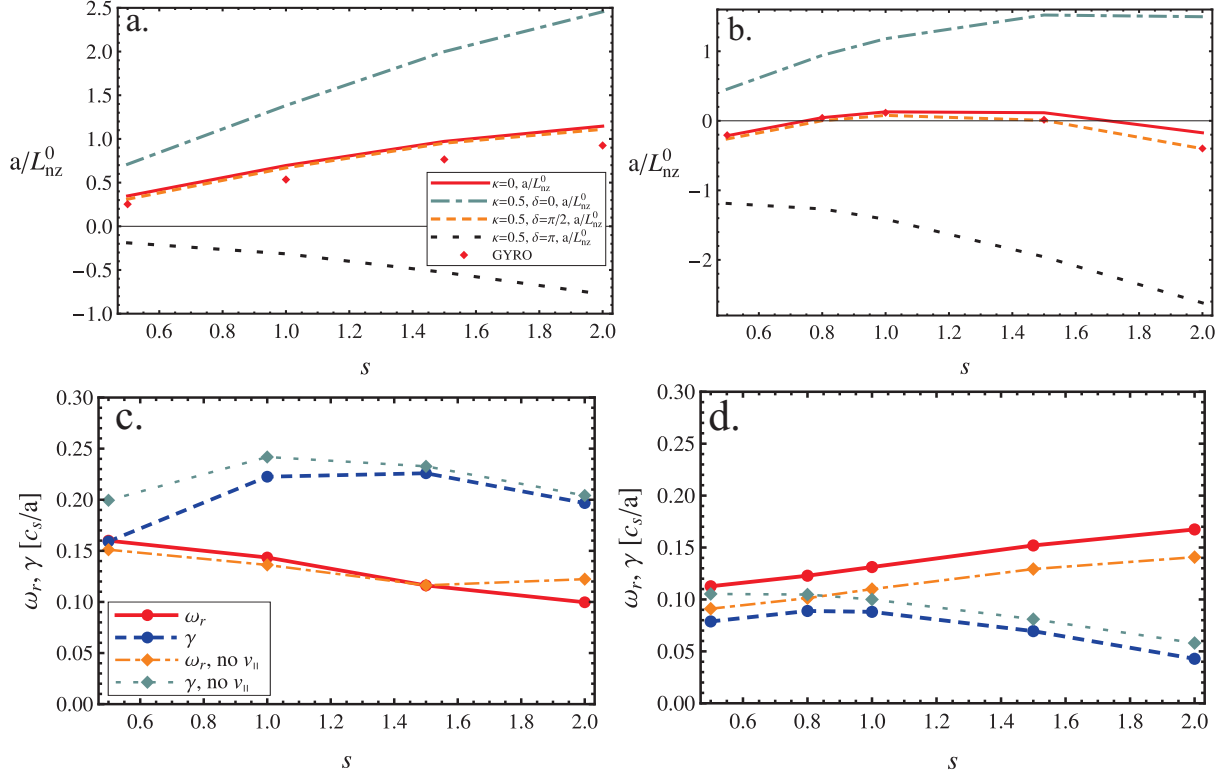 a.
2.5
2.0
1.5
1.0
0.5
0.0
−0.5
−1.0
a/L⁰nz
κ=0, a/L⁰nz
κ=0.5, δ=0, a/L⁰nz
κ=0.5, δ=π/2, a/L⁰nz
κ=0.5, δ=π, a/L⁰nz
GYRO
0.6 0.8 1.0 1.2 1.4 1.6 1.8 2.0
s
b.
1
0
−1
−2
a/L⁰nz
0.6 0.8 1.0 1.2 1.4 1.6 1.8 2.0
s
c.
0.30
0.25
0.20
0.15
0.10
0.05
0.00
ωr, γ [cs/a]
ωr
γ
ωr, no v∥
γ, no v∥
0.6 0.8 1.0 1.2 1.4 1.6 1.8 2.0
s
d.
0.30
0.25
0.20
0.15
0.10
0.05
0.00
ωr, γ [cs/a]
0.6 0.8 1.0 1.2 1.4 1.6 1.8 2.0
s